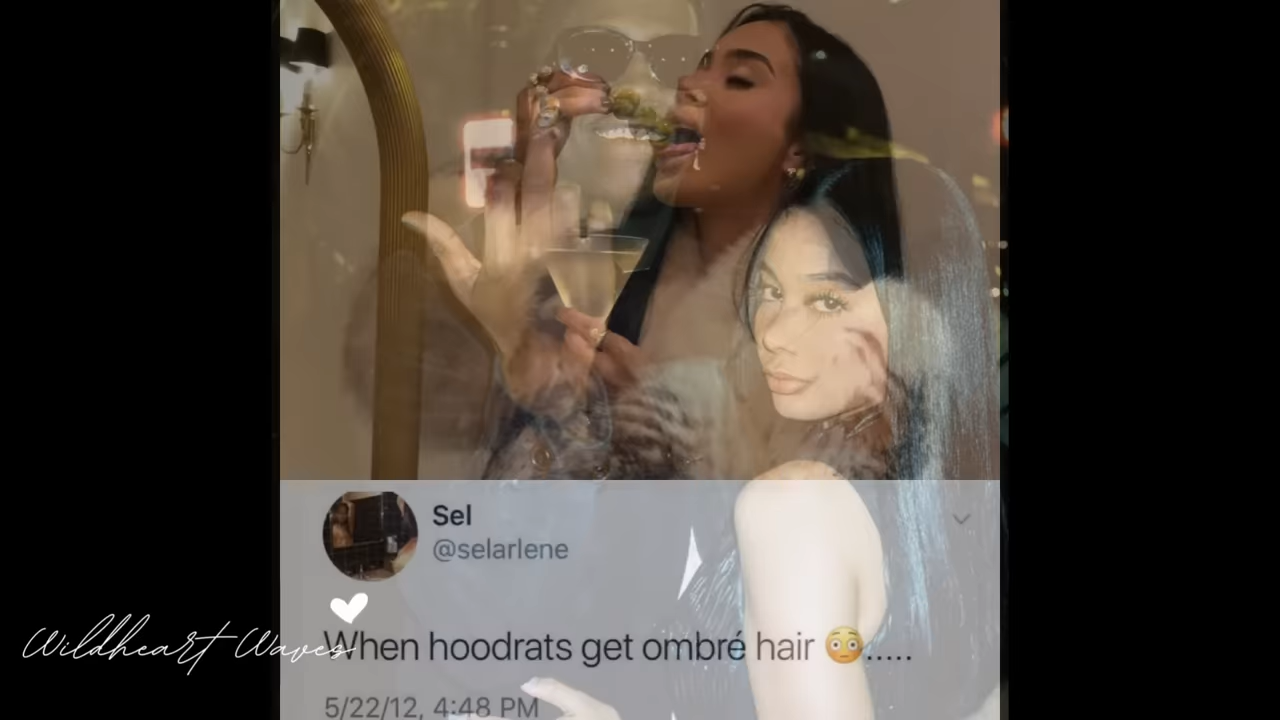 Sel
@selarlene
Wildheart Waves
When hoodrats get ombré hair 😳.....
5/22/12, 4:48 PM